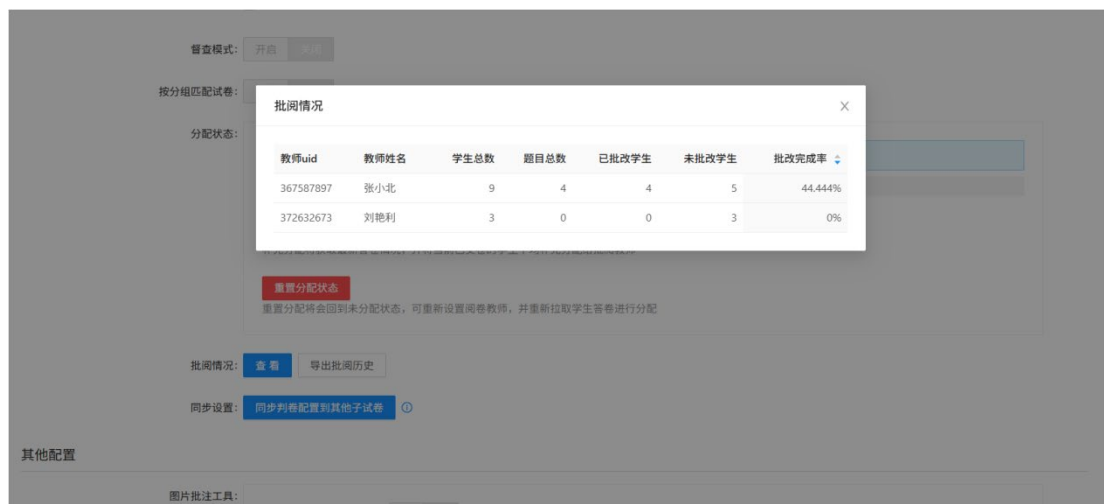 督查模式： 开启 关闭
按分组匹配试卷：
批阅情况
分配状态：
教师uid 教师姓名 学生总数 题目总数 已批改学生 未批改学生 批改完成率
367587897 张小北 9 4 4 5 44.444%
372632673 刘艳利 3 0 0 3 0%
重置分配状态
重置分配将会回到未分配状态，可重新设置阅卷教师，并重新拉取学生答卷进行分配
批阅情况： 查 看 导出批阅历史
同步设置： 同步判卷配置到其他子试卷
其他配置
图片批注工具：